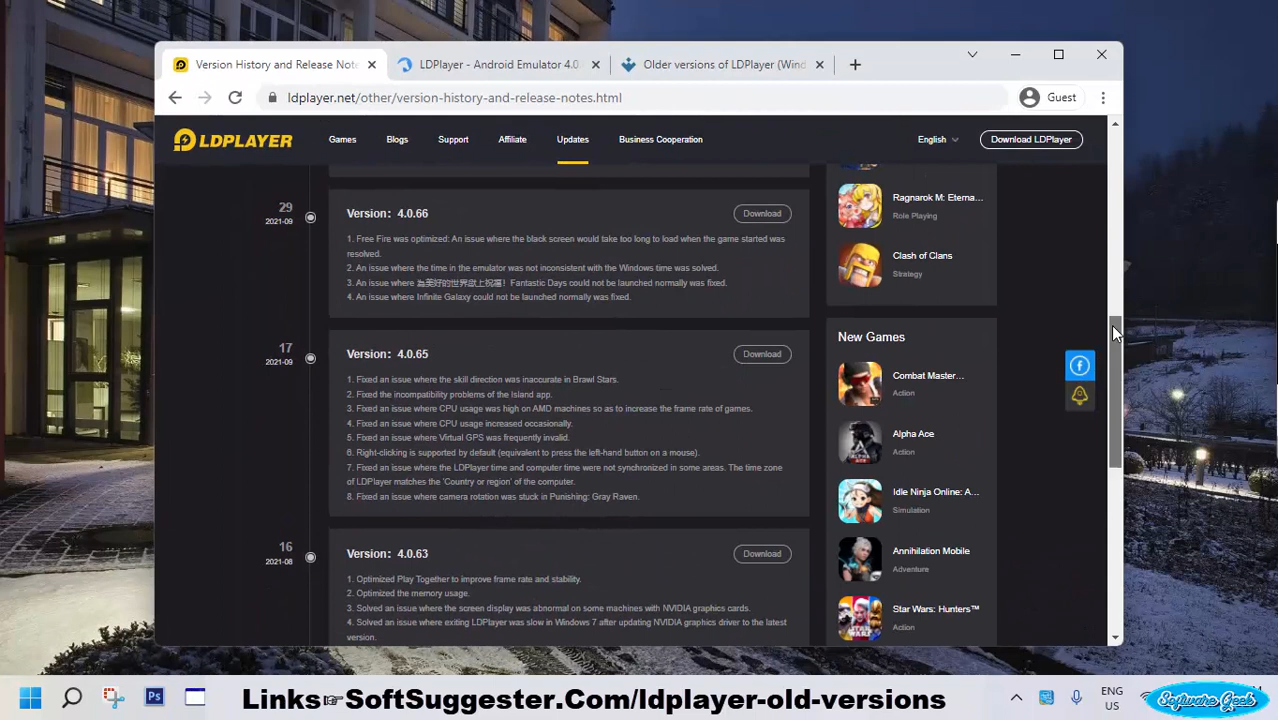 Version History and Release Note
LDPlayer - Android Emulator 4.0
Older versions of LDPlayer (Wind
ldplayer.net/other/version-history-and-release-notes.html
Guest
LDPLAYER
Games
Blogs
Support
Affiliate
Updates
Business Cooperation
English
Download LDPlayer
29
2021-09
Version: 4.0.66
Download
1. Free Fire was optimized: An issue where the black screen would take too long to load when the game started was
resolved.
2. An issue where the time in the emulator was not inconsistent with the Windows time was solved.
3. An issue where 為美好的世界獻上祝福! Fantastic Days could not be launched normally was fixed.
4. An issue where Infinite Galaxy could not be launched normally was fixed.
17
2021-09
Version: 4.0.65
Download
1. Fixed an issue where the skill direction was inaccurate in Brawl Stars.
2. Fixed the incompatibility problems of the Island app.
3. Fixed an issue where CPU usage was high on AMD machines so as to increase the frame rate of games.
4. Fixed an issue where CPU usage increased occasionally.
5. Fixed an issue where Virtual GPS was frequently invalid.
6. Right-clicking is supported by default (equivalent to press the left-hand button on a mouse).
7. Fixed an issue where the LDPlayer time and computer time were not synchronized in some areas. The time zone
of LDPlayer matches the 'Country or region' of the computer.
8. Fixed an issue where camera rotation was stuck in Punishing: Gray Raven.
16
2021-08
Version: 4.0.63
Download
1. Optimized Play Together to improve frame rate and stability.
2. Optimized the memory usage.
3. Solved an issue where the screen display was abnormal on some machines with NVIDIA graphics cards.
4. Solved an issue where exiting LDPlayer was slow in Windows 7 after updating NVIDIA graphics driver to the latest
version.
Ragnarok M: Eterna...
Role Playing
Clash of Clans
Strategy
New Games
Combat Master...
Action
Alpha Ace
Action
Idle Ninja Online: A...
Simulation
Annihilation Mobile
Adventure
Star Wars: Hunters™
Action
Links☞SoftSuggester.Com/ldplayer-old-versions
ENG
US
Software Geek